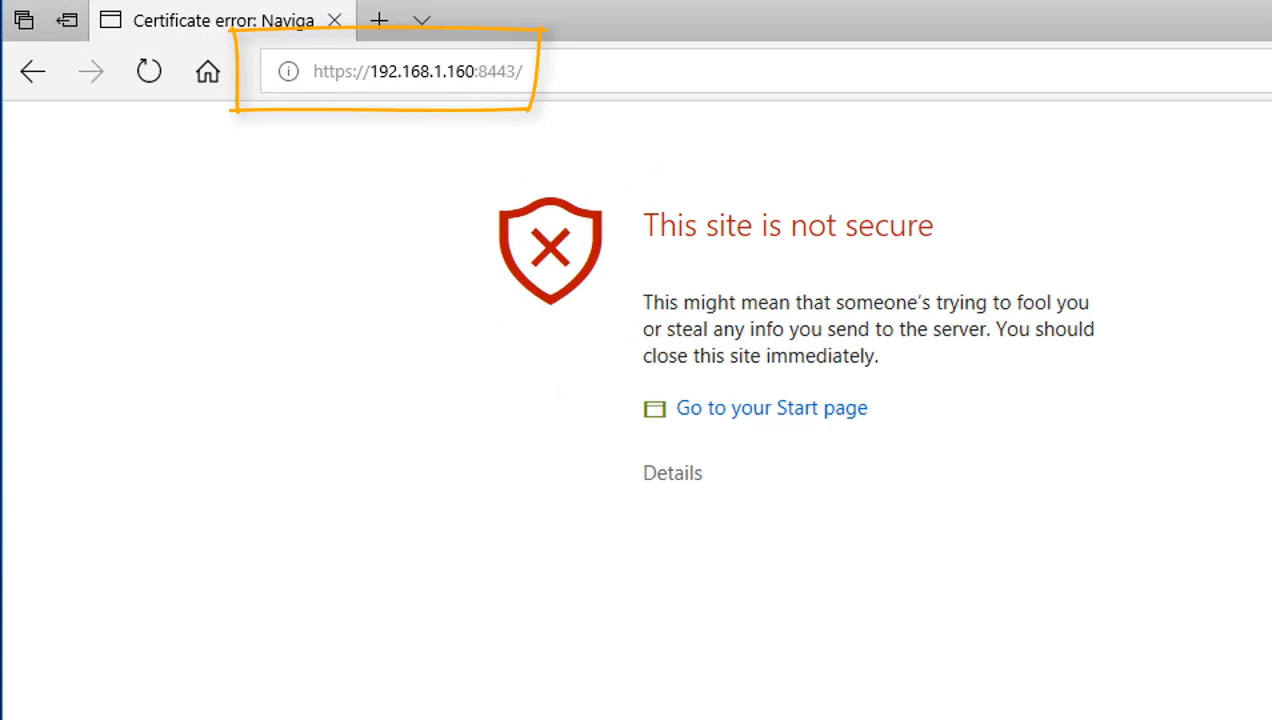 Certificate error: Naviga
https://192.168.1.160:8443/
This site is not secure
This might mean that someone's trying to fool you
or steal any info you send to the server. You should
close this site immediately.
Go to your Start page
Details